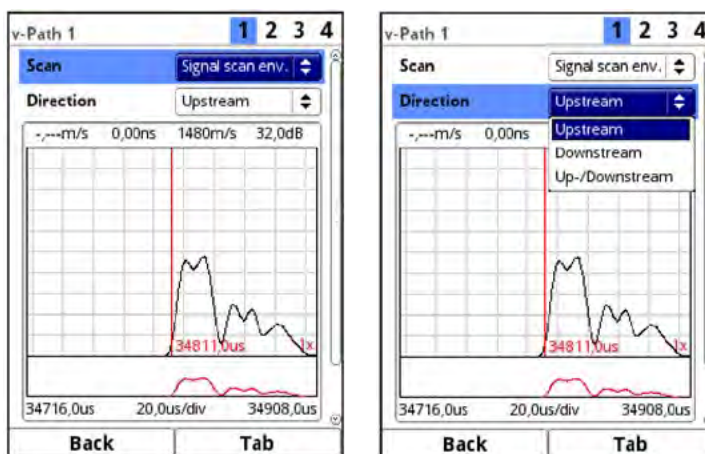 v-Path 1 1 2 3 4
Scan Signal scan env.
Direction Upstream
-,---m/s 0,00ns 1480m/s 32,0dB
34811,0us 1x
34716,0us 20,0us/div 34908,0us
Back Tab
v-Path 1 1 2 3 4
Scan Signal scan env.
Direction Upstream
-,---m/s 0,00ns
Upstream
Downstream
Up-/Downstream
34811,0us 1x
34716,0us 20,0us/div 34908,0us
Back Tab